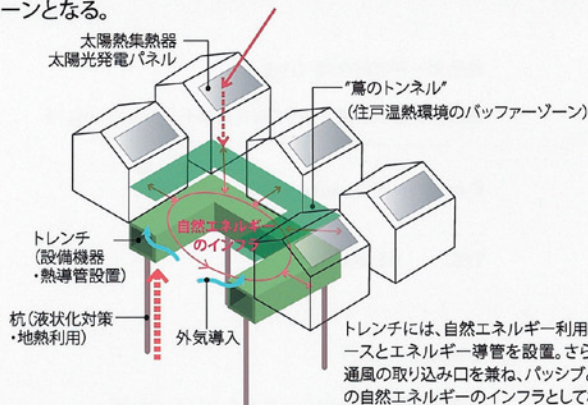 ーンとなる。
太陽熱集熱器
太陽光発電パネル
"蔦のトンネル"
(住戸温熱環境のバッファーゾーン)
自然エネルギー
のインフラ
トレンチ
(設備機器
・熱導管設置)
杭(液状化対策
・地熱利用)
外気導入
トレンチには、自然エネルギー利用
ースとエネルギー導管を設置。さら
通風の取り込み口を兼ね、パッシブ
の自然エネルギーのインフラとして